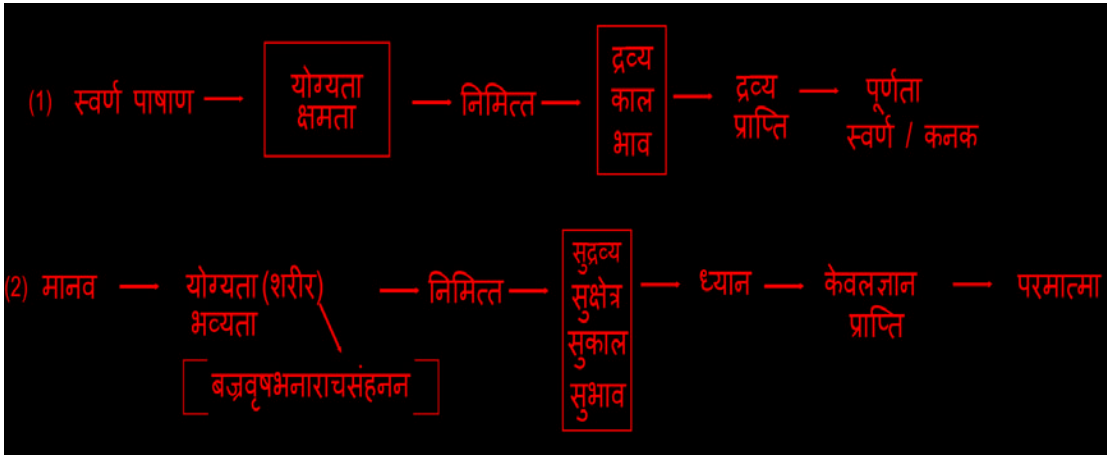 (1) स्वर्ण पाषाण → योग्यता क्षमता → निमित्त → द्रव्य काल भाव → द्रव्य प्राप्ति → पूर्णता स्वर्ण / कनक
(2) मानव → योग्यता (शरीर) भव्यता → निमित्त → सुद्रव्य सुक्षेत्र सुकाल सुभाव → ध्यान → केवलज्ञान प्राप्ति → परमात्मा
[बज्रवृषभनाराचसंहनन]